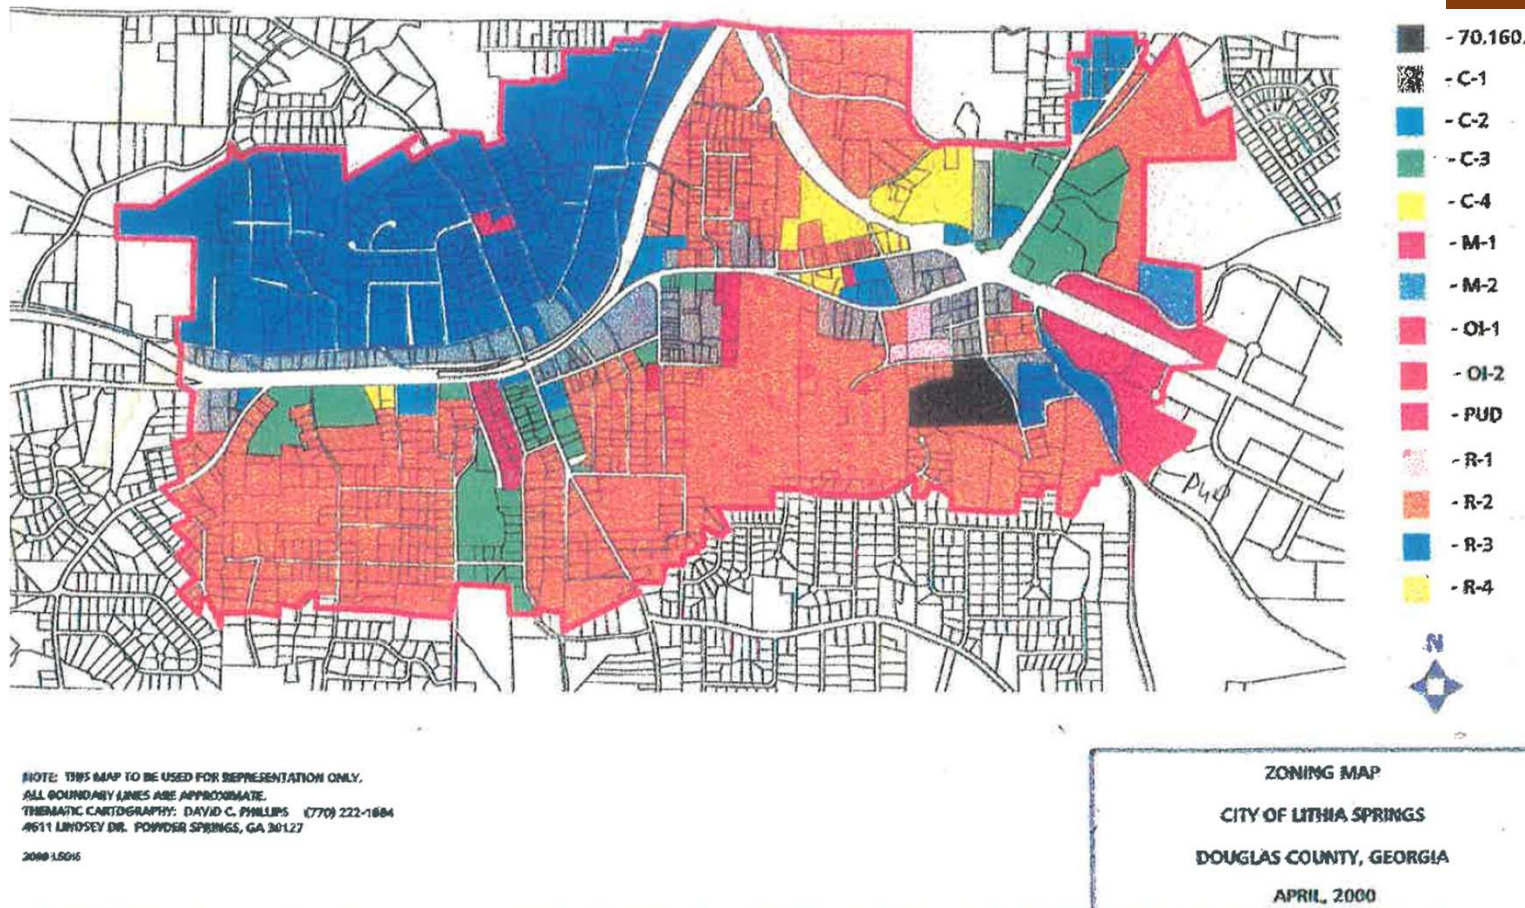 - 70.160.
- C-1
- C-2
- C-3
- C-4
- M-1
- M-2
- OI-1
- OI-2
- PUD
- R-1
- R-2
- R-3
- R-4
N
PUD
NOTE: THIS MAP TO BE USED FOR REPRESENTATION ONLY.
ALL BOUNDARY LINES ARE APPROXIMATE.
THEMATIC CARTOGRAPHY: DAVID C. PHILLIPS (770) 222-1684
4611 LINDSEY DR. POWDER SPRINGS, GA 30127
ZONING MAP
CITY OF LITHIA SPRINGS
DOUGLAS COUNTY, GEORGIA
APRIL, 2000